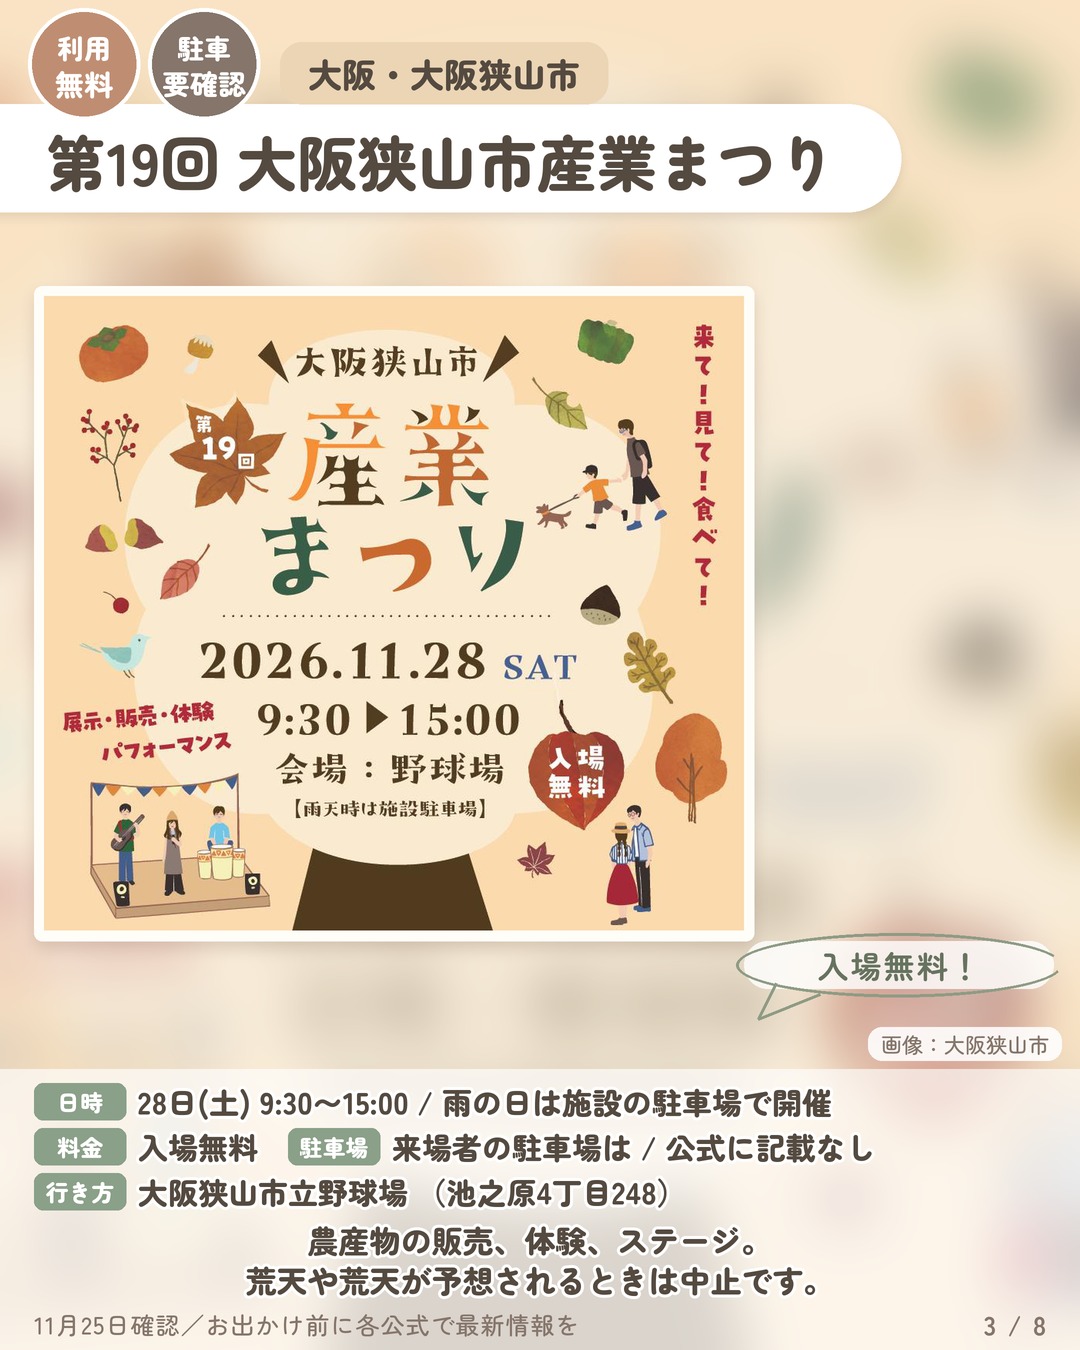 利用
無料
駐車
要確認
大阪・大阪狭山市
第19回 大阪狭山市産業まつり
大阪狭山市
第
19
回
産業
まつり
来て!見て!食べて!
2026.11.28 SAT
9:30▶15:00
会場：野球場
【雨天時は施設駐車場】
展示・販売・体験
パフォーマンス
入場
無料
入場無料！
画像：大阪狭山市
日時 28日(土) 9:30〜15:00 / 雨の日は施設の駐車場で開催
料金 入場無料 駐車場 来場者の駐車場は / 公式に記載なし
行き方 大阪狭山市立野球場 （池之原4丁目248）
農産物の販売、体験、ステージ。
荒天や荒天が予想されるときは中止です。
11月25日確認／お出かけ前に各公式で最新情報を
3 / 8